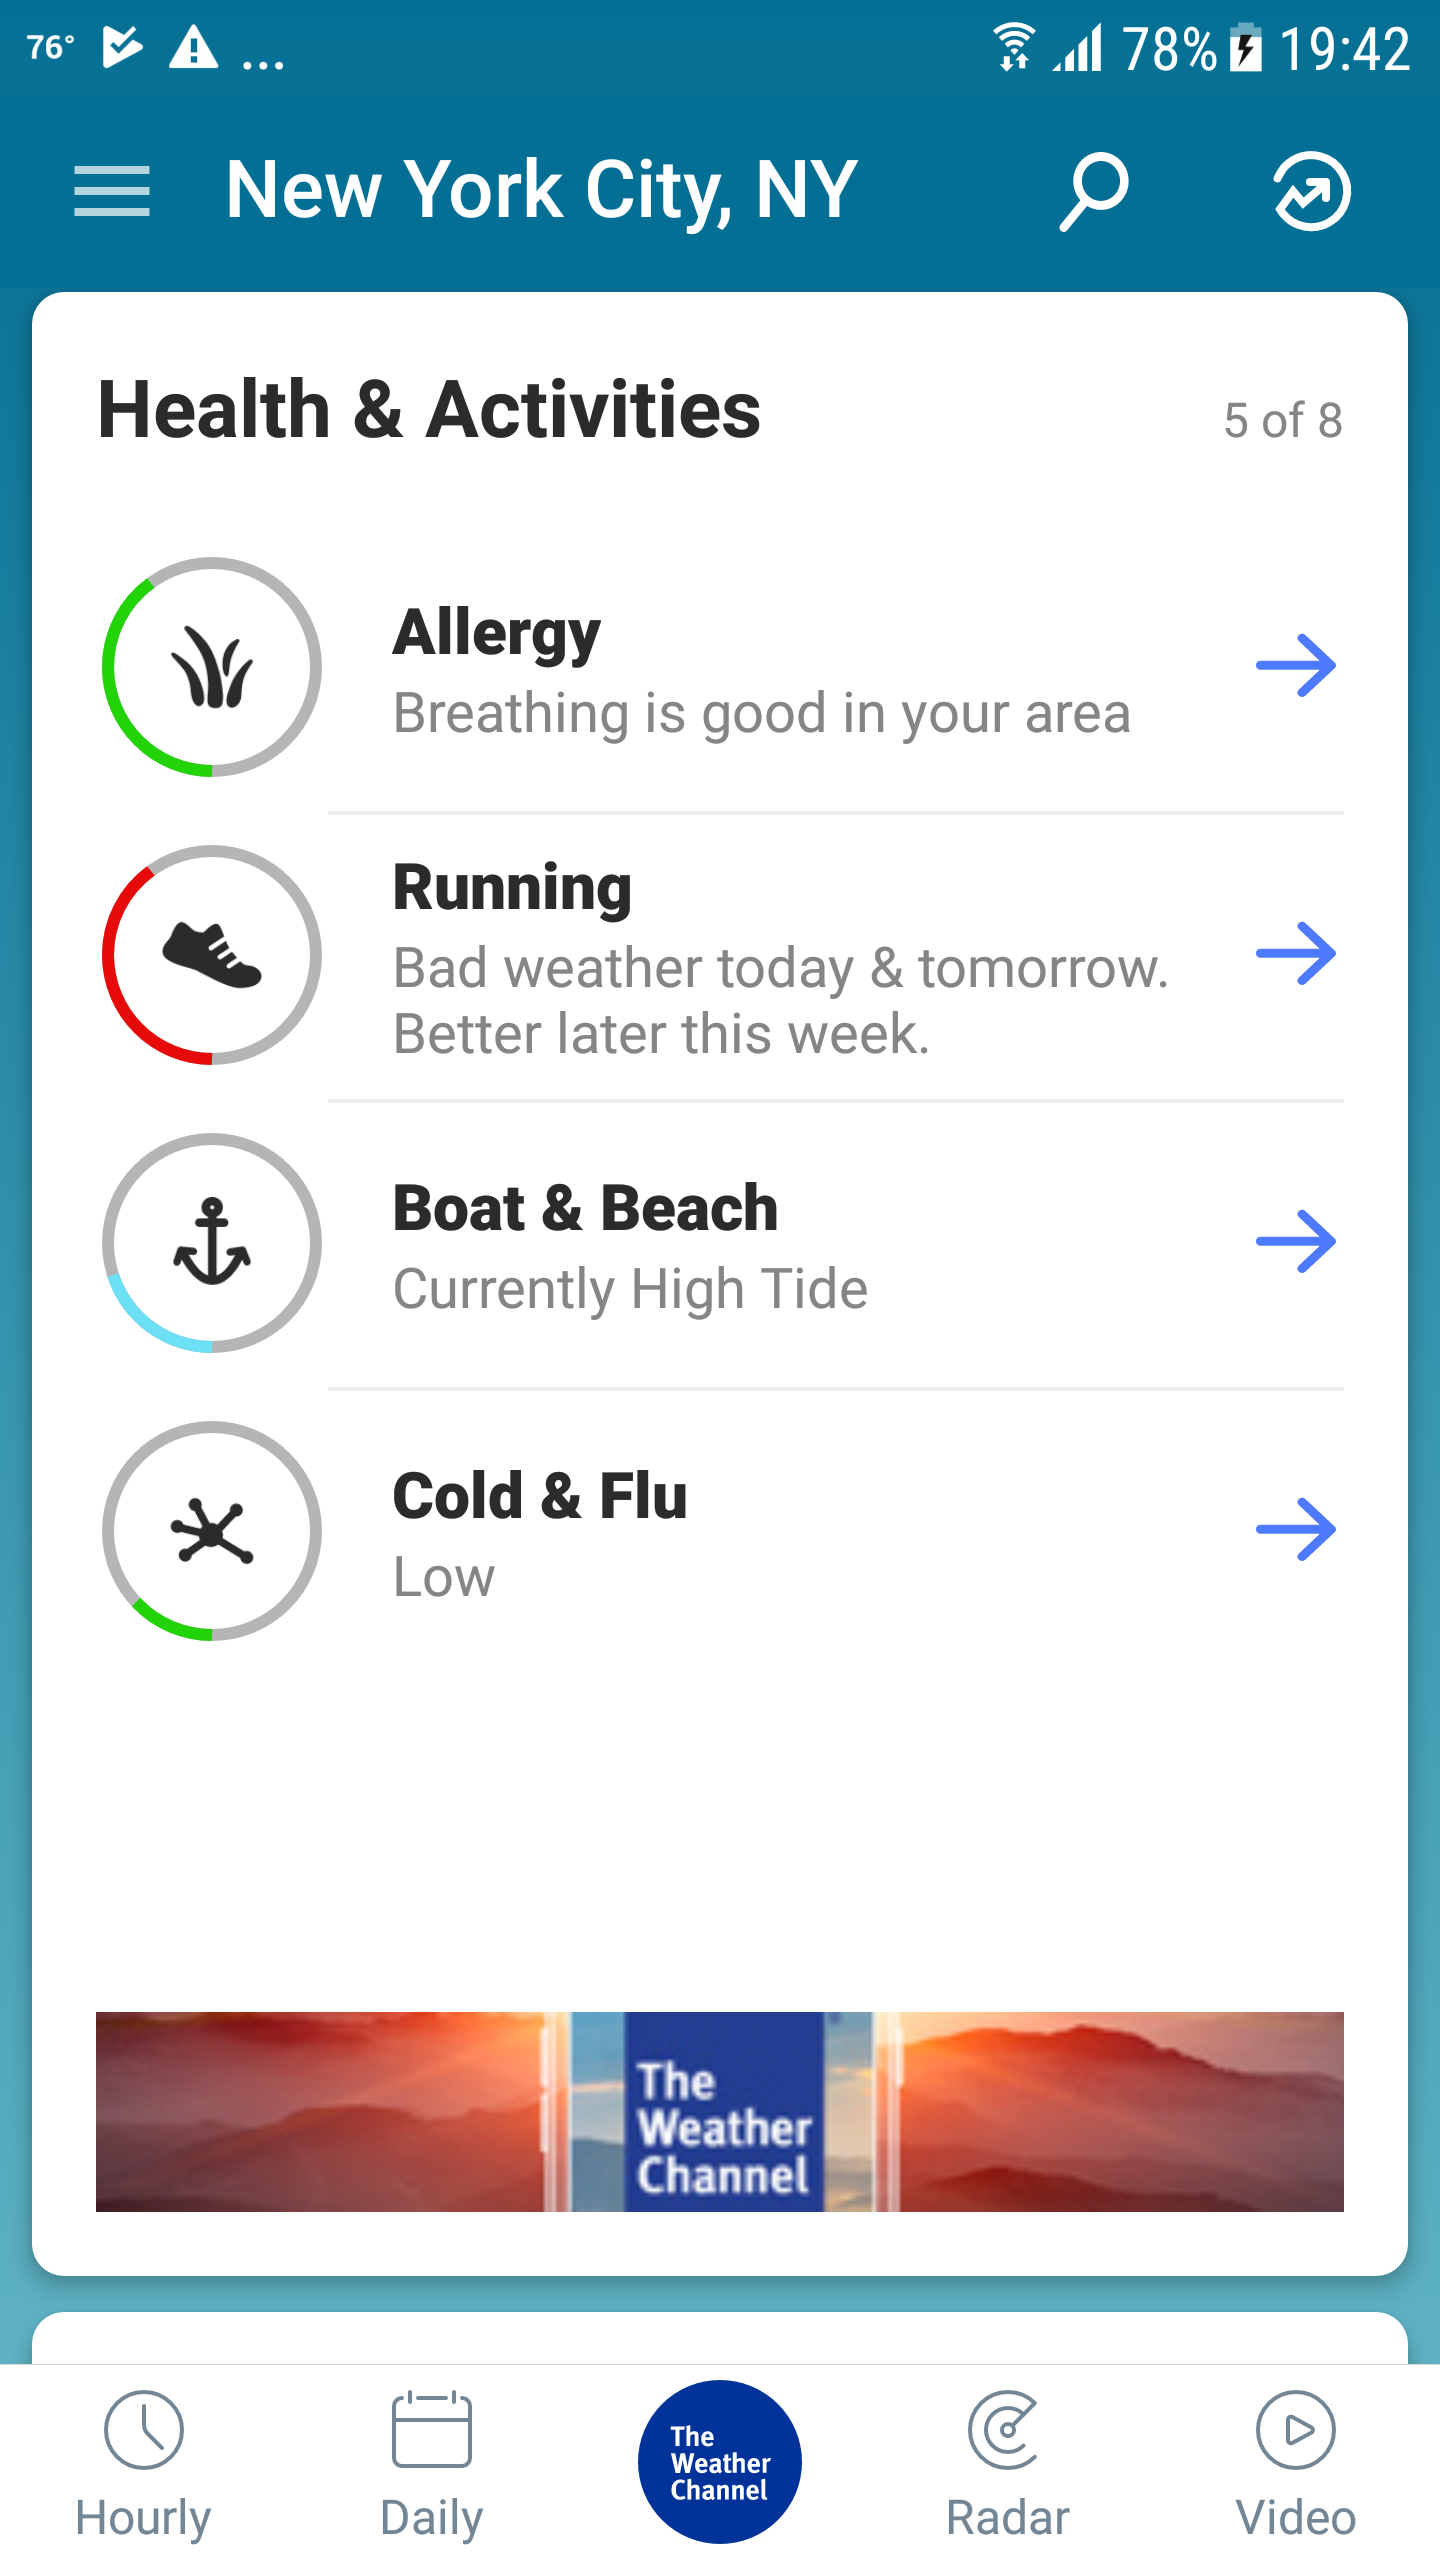 76°
...
78%
19:42
New York City, NY
Health & Activities
5 of 8
Allergy
Breathing is good in your area
Running
Bad weather today & tomorrow.
Better later this week.
Boat & Beach
Currently High Tide
Cold & Flu
Low
The
Weather
Channel
Hourly
Daily
The
Weather
Channel
Radar
Video